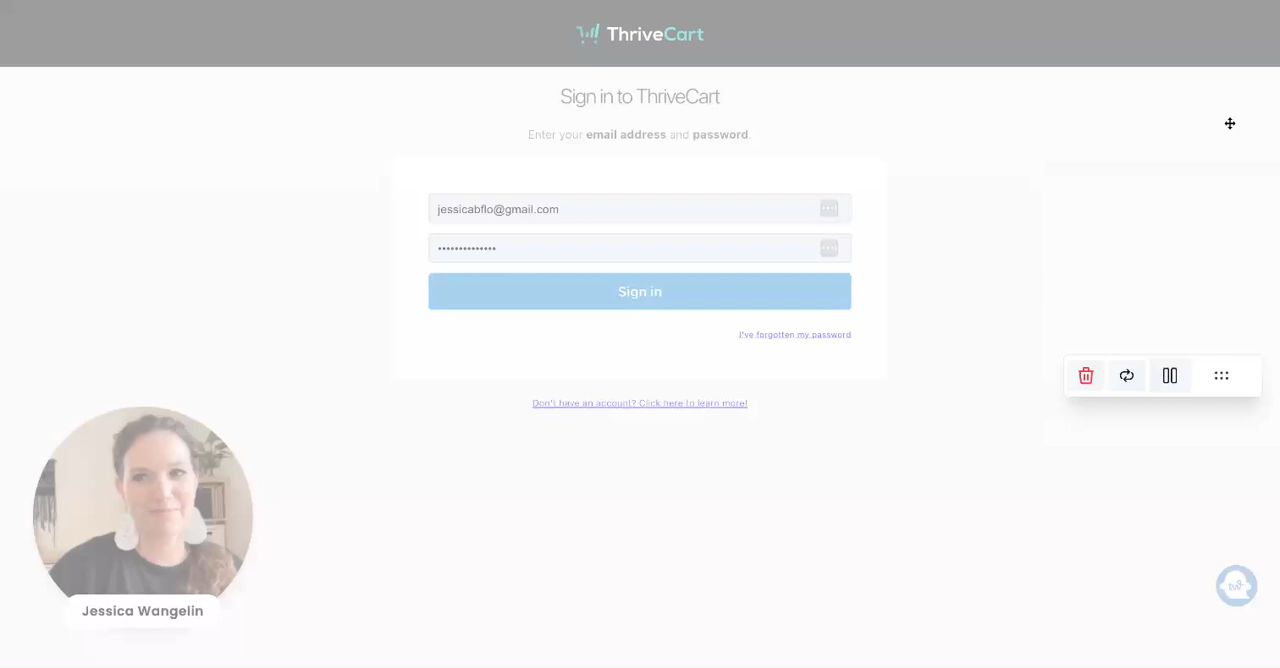 ThriveCart
Sign in to ThriveCart
Enter your email address and password.
jessicabflo@gmail.com
••••••••••••••
Sign in
I've forgotten my password
Don't have an account? Click here to learn more!
Jessica Wangelin